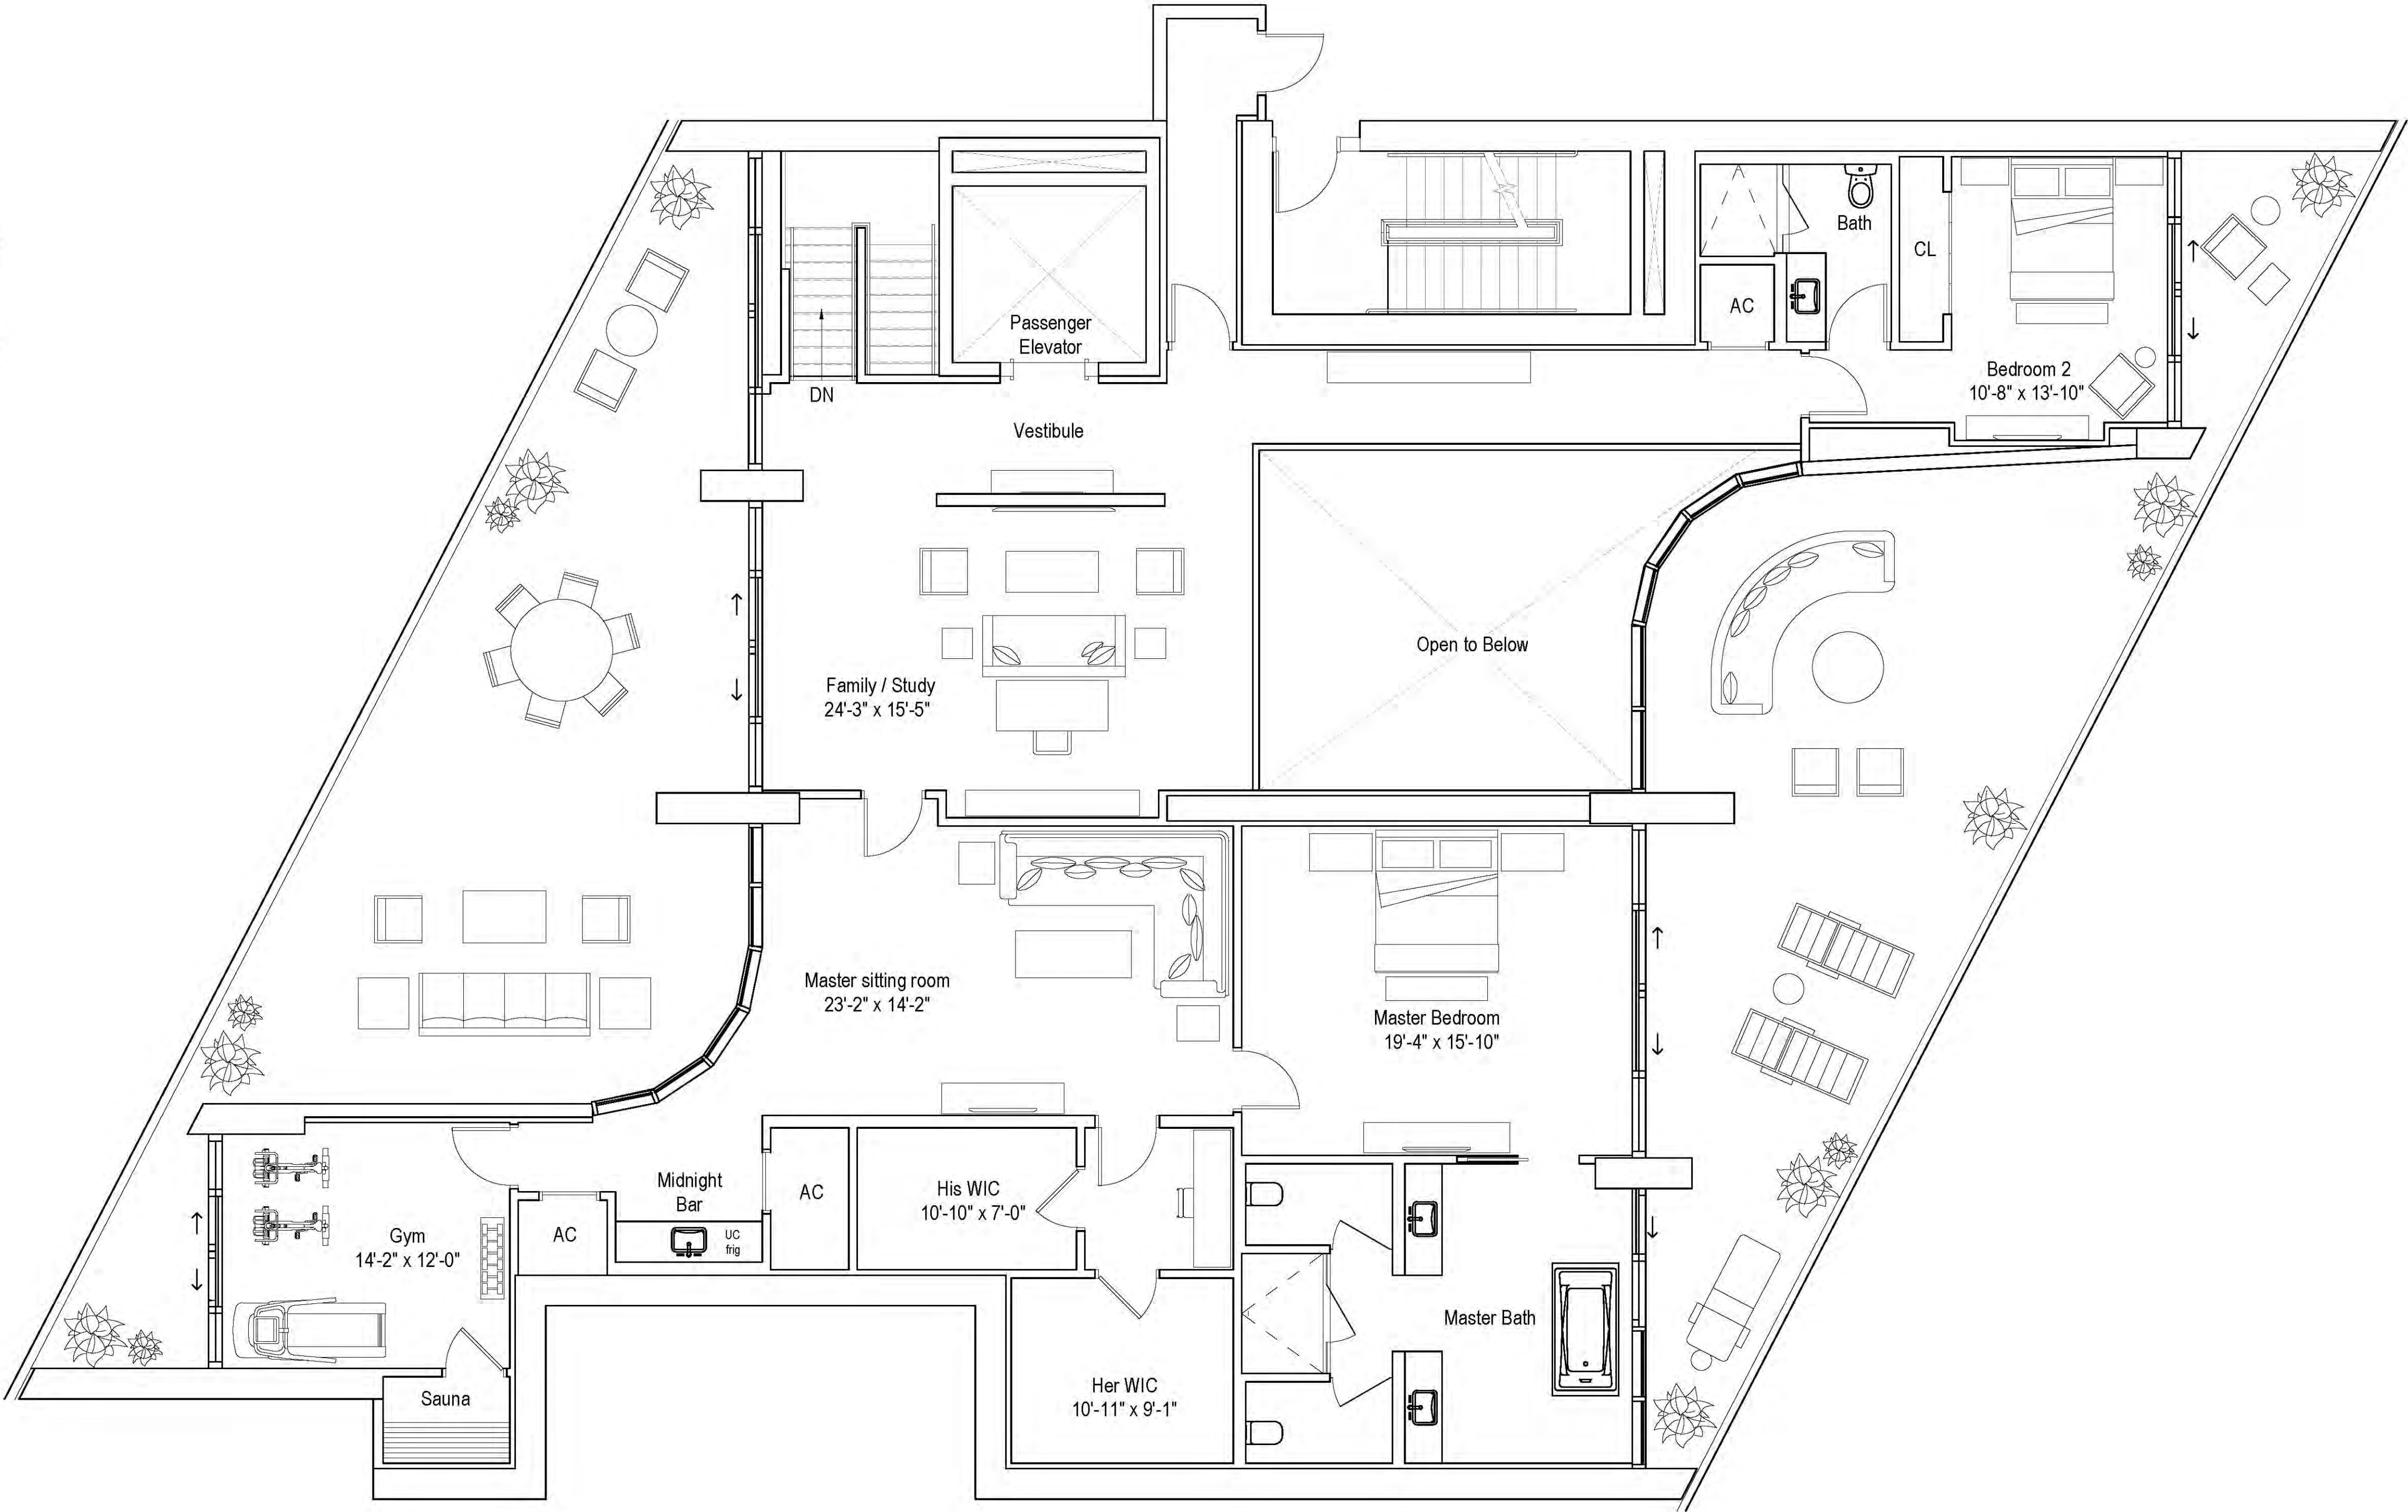 Bath
CL
AC
Passenger
Elevator
Bedroom 2
10'-8" x 13'-10"
DN
Vestibule
Open to Below
Family / Study
24'-3" x 15'-5"
Master sitting room
23'-2" x 14'-2"
Master Bedroom
19'-4" x 15'-10"
Midnight
Bar
AC
His WIC
10'-10" x 7'-0"
Gym
14'-2" x 12'-0"
AC
UC
frig
Master Bath
Her WIC
10'-11" x 9'-1"
Sauna